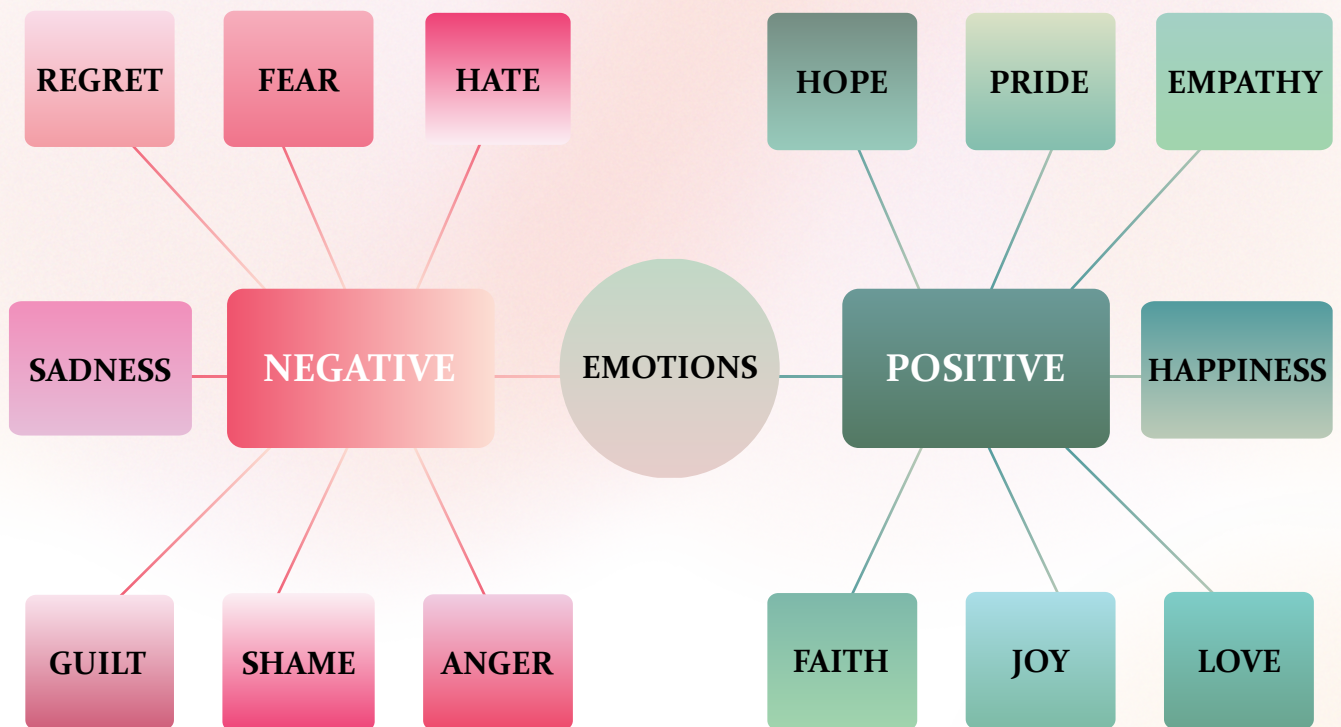 REGRET
FEAR
HATE
HOPE
PRIDE
EMPATHY
SADNESS
NEGATIVE
EMOTIONS
POSITIVE
HAPPINESS
GUILT
SHAME
ANGER
FAITH
JOY
LOVE